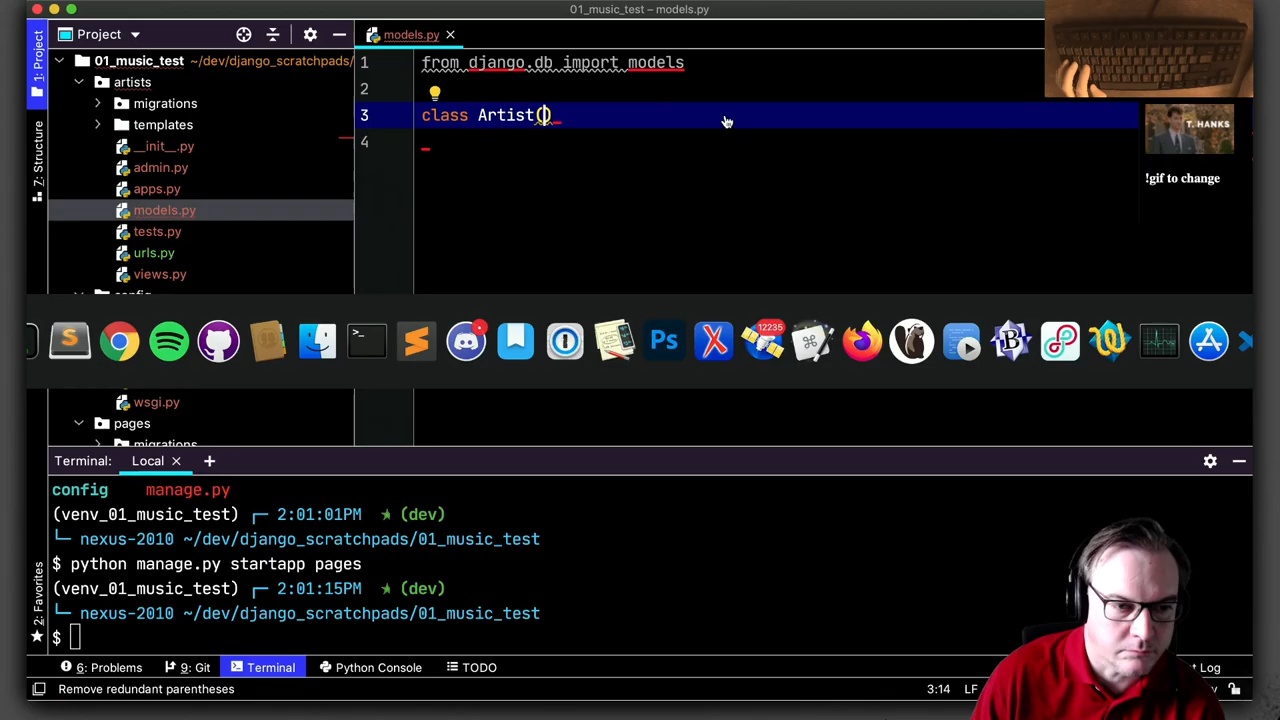 01_music_test – models.py
Project
models.py
1: Project
01_music_test ~/dev/django_scratchpads/
artists
migrations
templates
__init__.py
admin.py
apps.py
models.py
tests.py
urls.py
views.py
1 from django.db import models
2
3 class Artist()
4
T. HANKS
!gif to change
7: Structure
12235
>_
Ps
B
wsgi.py
pages
Terminal: Local
config manage.py
(venv_01_music_test) 2:01:01PM (dev)
nexus-2010 ~/dev/django_scratchpads/01_music_test
$ python manage.py startapp pages
(venv_01_music_test) 2:01:15PM (dev)
nexus-2010 ~/dev/django_scratchpads/01_music_test
$
2: Favorites
6: Problems 9: Git Terminal Python Console TODO
Log
Remove redundant parentheses
3:14 LF